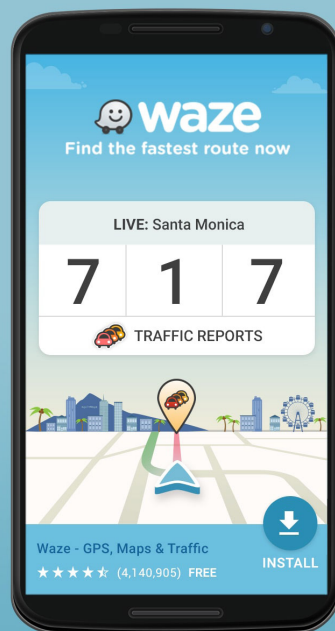 waze
Find the fastest route now
LIVE: Santa Monica
7 1 7
TRAFFIC REPORTS
Waze - GPS, Maps & Traffic
(4,140,905) FREE
INSTALL